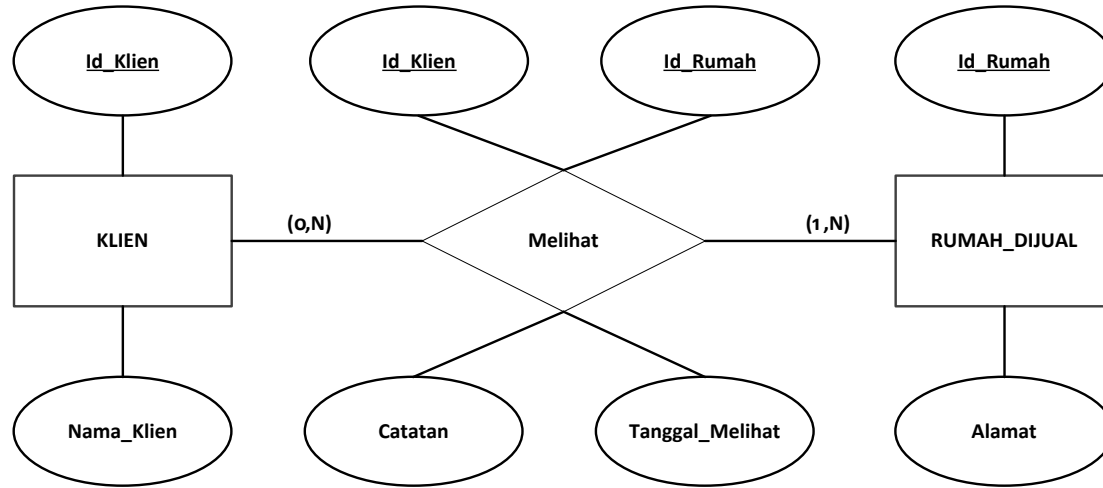 Id_Klien
Id_Klien
Id_Rumah
Id_Rumah
KLIEN
(0,N)
Melihat
(1,N)
RUMAH_DIJUAL
Nama_Klien
Catatan
Tanggal_Melihat
Alamat